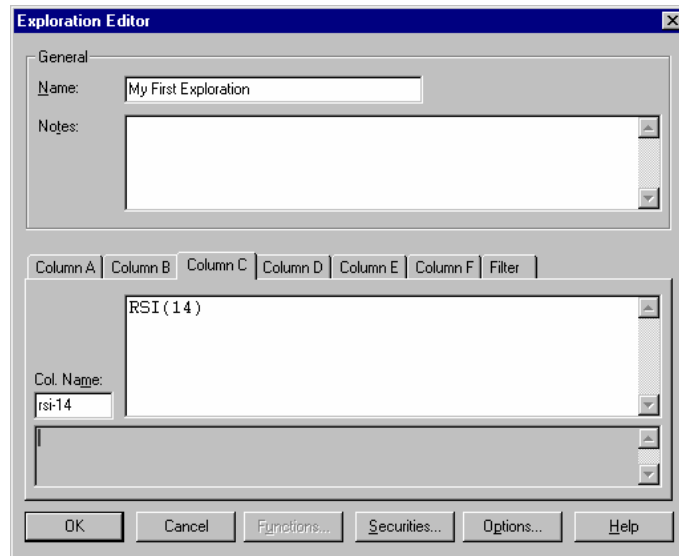 Exploration Editor
General
Name:
My First Exploration
Notes:
Column A
Column B
Column C
Column D
Column E
Column F
Filter
RSI(14)
Col. Name:
rsi-14
OK
Cancel
Functions...
Securities...
Options...
Help